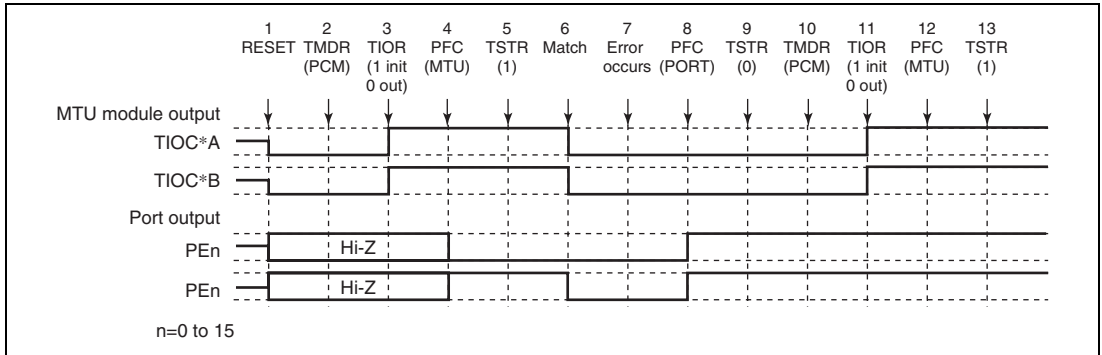 1 2 3 4 5 6 7 8 9 10 11 12 13
RESET TMDR TIOR PFC TSTR Match Error PFC TSTR TMDR TIOR PFC TSTR
(PCM) (1 init (MTU) (1) occurs (PORT) (0) (PCM) (1 init (MTU) (1)
0 out) 0 out)
MTU module output
TIOC*A
TIOC*B
Port output
PEn Hi-Z
PEn Hi-Z
n=0 to 15